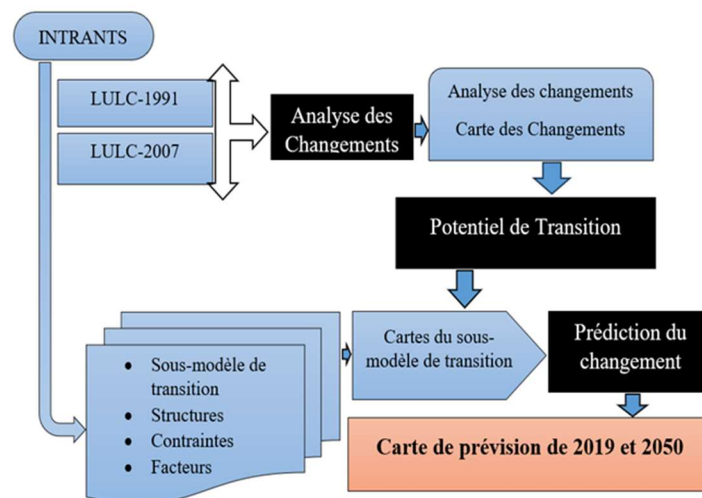 INTRANTS
LULC-1991
LULC-2007
Analyse des
Changements
Analyse des changements
Carte des Changements
Potentiel de Transition
• Sous-modèle de
transition
• Structures
• Contraintes
• Facteurs
Cartes du sous-
modèle de transition
Prédiction du
changement
Carte de prévision de 2019 et 2050